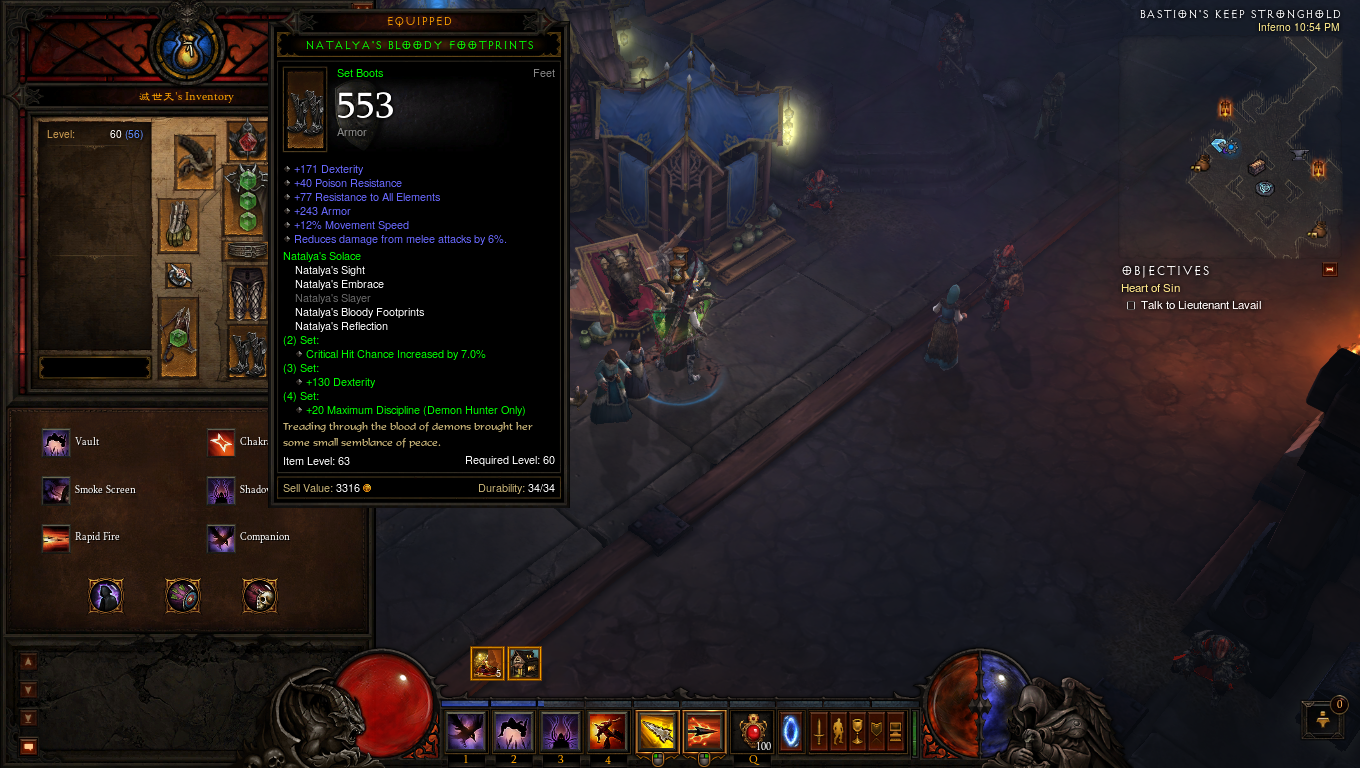 EQUIPPED
NATALYA'S BLOODY FOOTPRINTS
Set Boots
Feet
553
Armor
+171 Dexterity
+40 Poison Resistance
+77 Resistance to All Elements
+243 Armor
+12% Movement Speed
Reduces damage from melee attacks by 6%.
Natalya's Solace
Natalya's Sight
Natalya's Embrace
Natalya's Slayer
Natalya's Bloody Footprints
Natalya's Reflection
(2) Set:
Critical Hit Chance Increased by 7.0%
(3) Set:
+130 Dexterity
(4) Set:
+20 Maximum Discipline (Demon Hunter Only)
Treading through the blood of demons brought her
some small semblance of peace.
Item Level: 63
Required Level: 60
Sell Value: 3316
Durability: 34/34
滅世天's Inventory
Level: 60 (56)
Vault
Chakr
Smoke Screen
Shado
Rapid Fire
Companion
BASTION'S KEEP STRONGHOLD
Inferno 10:54 PM
OBJECTIVES
Heart of Sin
Talk to Lieutenant Lavail
5
100
1
2
3
4
Q
0